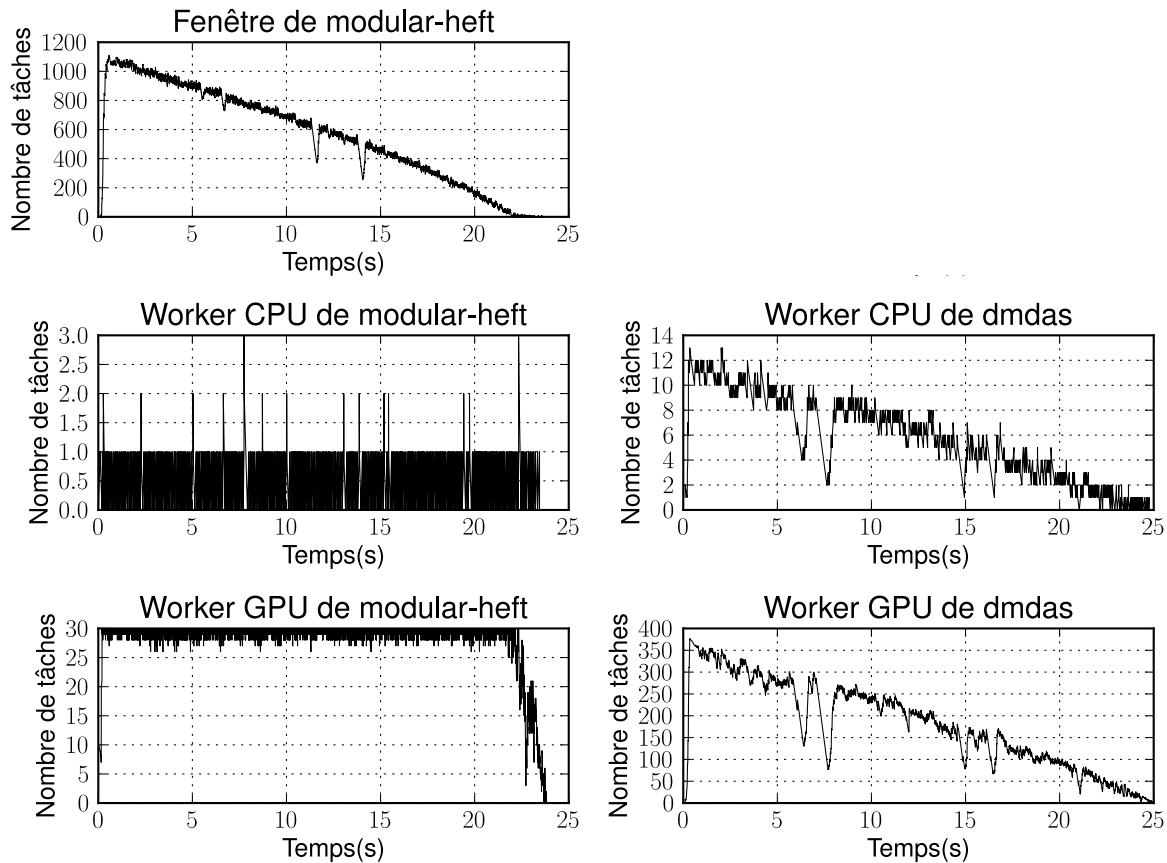 Fenêtre de modular-heft
Nombre de tâches
1200
1000
800
600
400
200
0
0 5 10 15 20 25
Temps(s)
Worker CPU de modular-heft
Nombre de tâches
3.0
2.5
2.0
1.5
1.0
0.5
0.0
0 5 10 15 20 25
Temps(s)
Worker CPU de dmdas
Nombre de tâches
14
12
10
8
6
4
2
0
0 5 10 15 20 25
Temps(s)
Worker GPU de modular-heft
Nombre de tâches
30
25
20
15
10
5
0
0 5 10 15 20 25
Temps(s)
Worker GPU de dmdas
Nombre de tâches
400
350
300
250
200
150
100
50
0
0 5 10 15 20 25
Temps(s)